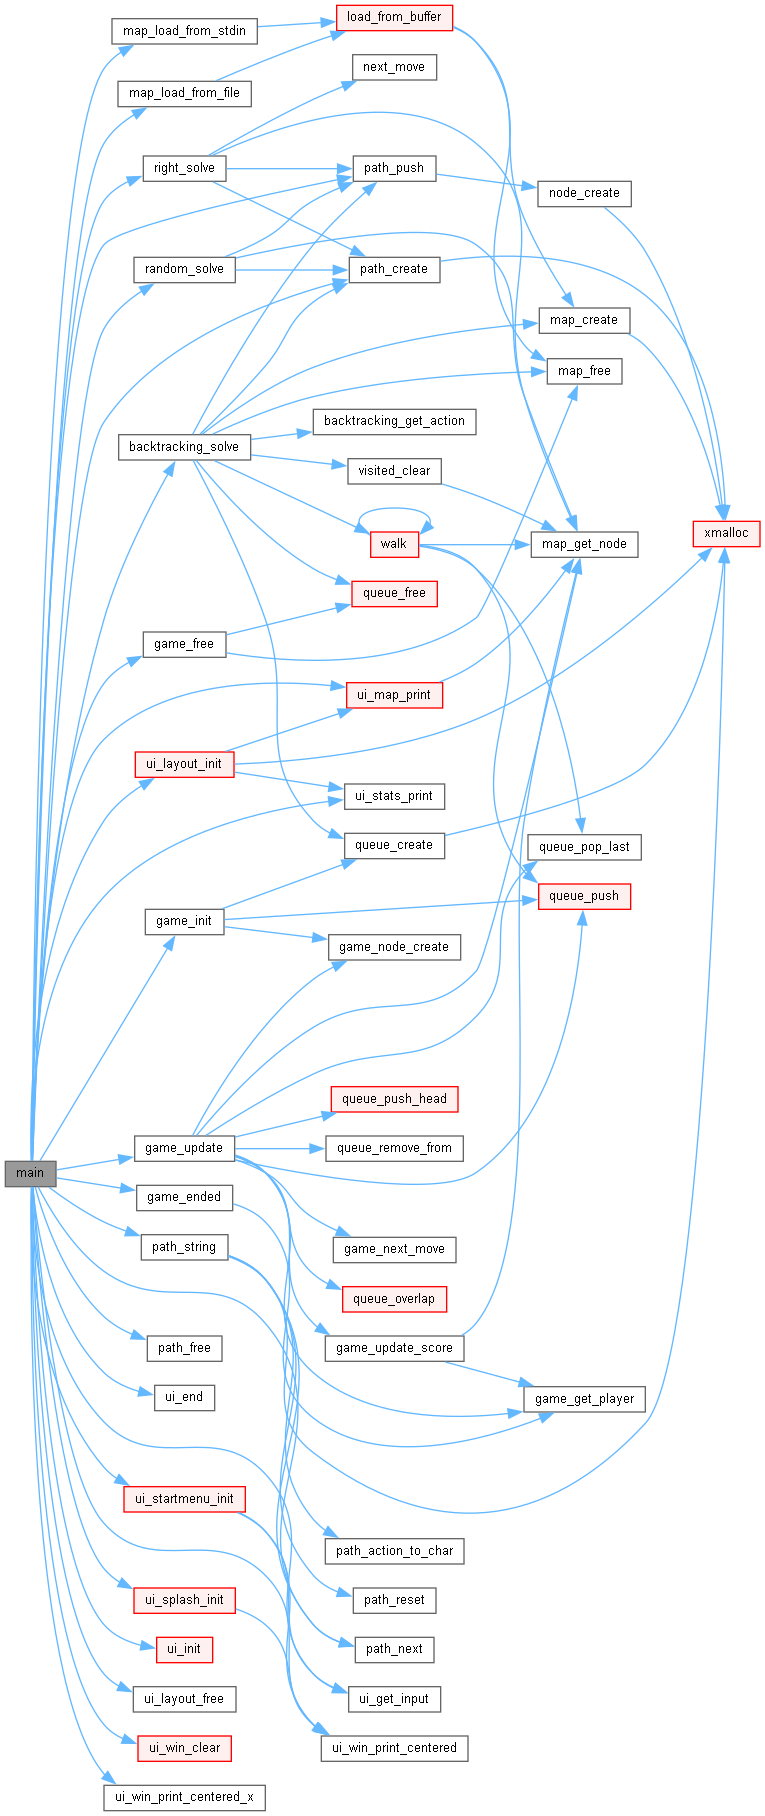 map_load_from_stdin
load_from_buffer
next_move
map_load_from_file
right_solve
path_push
node_create
random_solve
path_create
map_create
map_free
backtracking_get_action
backtracking_solve
visited_clear
xmalloc
walk
map_get_node
queue_free
game_free
ui_map_print
ui_layout_init
ui_stats_print
queue_create
queue_pop_last
queue_push
game_init
game_node_create
queue_push_head
game_update
queue_remove_from
main
game_ended
path_string
game_next_move
queue_overlap
path_free
game_update_score
ui_end
game_get_player
ui_startmenu_init
path_action_to_char
ui_splash_init
path_reset
ui_init
path_next
ui_layout_free
ui_get_input
ui_win_clear
ui_win_print_centered
ui_win_print_centered_x